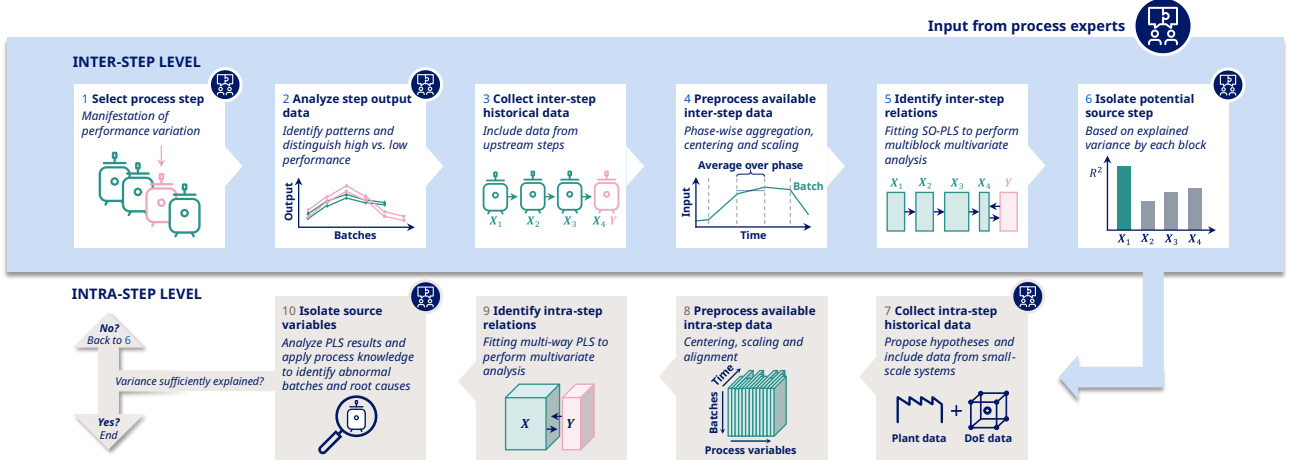 Input from process experts
INTER-STEP LEVEL
1 Select process step
Manifestation of
performance variation
2 Analyze step output
data
Identify patterns and
distinguish high vs. low
performance
Output
Batches
3 Collect inter-step
historical data
Include data from
upstream steps
X1 X2 X3 X4 Y
4 Preprocess available
inter-step data
Phase-wise aggregation,
centering and scaling
Average over phase
Input
Batch
Time
5 Identify inter-step
relations
Fitting SO-PLS to perform
multiblock multivariate
analysis
X1 X2 X3 X4 Y
6 Isolate potential
source step
Based on explained
variance by each block
R2
X1 X2 X3 X4
INTRA-STEP LEVEL
No?
Back to 6
Variance sufficiently explained?
Yes?
End
10 Isolate source
variables
Analyze PLS results and
apply process knowledge
to identify abnormal
batches and root causes
9 Identify intra-step
relations
Fitting multi-way PLS to
perform multivariate
analysis
X Y
8 Preprocess available
intra-step data
Centering, scaling and
alignment
Time
Batches
Process variables
7 Collect intra-step
historical data
Propose hypotheses and
include data from small-
scale systems
+
Plant data DoE data